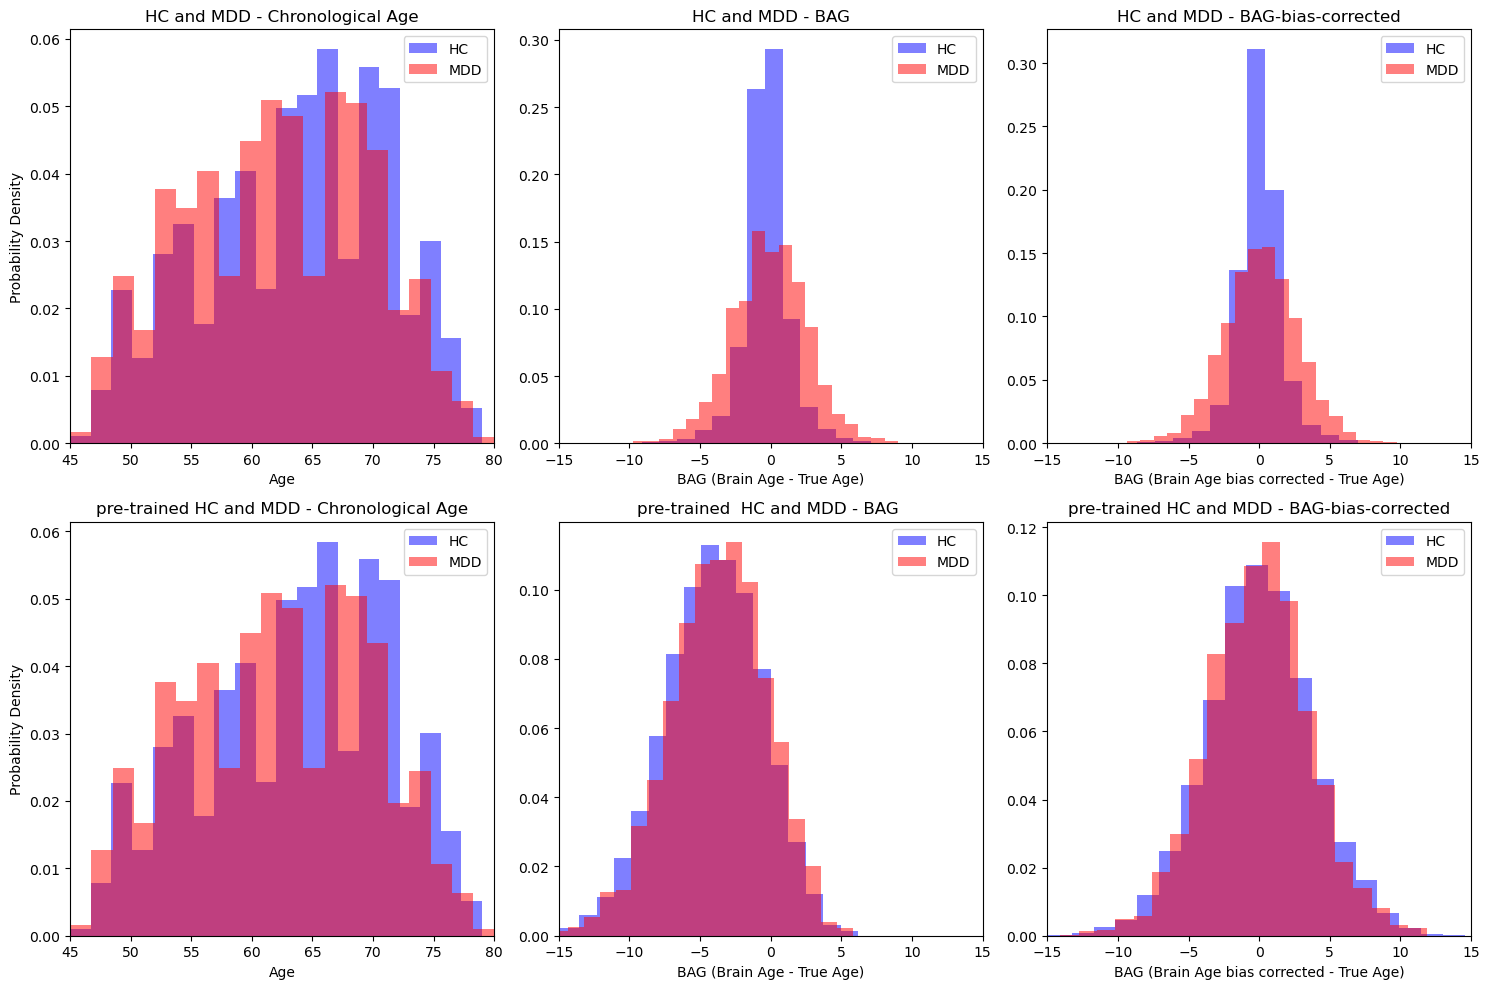 HC and MDD - Chronological Age
HC
MDD
Probability Density
0.06
0.05
0.04
0.03
0.02
0.01
0.00
45 50 55 60 65 70 75 80
Age
HC and MDD - BAG
HC
MDD
0.30
0.25
0.20
0.15
0.10
0.05
0.00
−15 −10 −5 0 5 10 15
BAG (Brain Age - True Age)
HC and MDD - BAG-bias-corrected
HC
MDD
0.30
0.25
0.20
0.15
0.10
0.05
0.00
−15 −10 −5 0 5 10 15
BAG (Brain Age bias corrected - True Age)
pre-trained HC and MDD - Chronological Age
HC
MDD
Probability Density
0.06
0.05
0.04
0.03
0.02
0.01
0.00
45 50 55 60 65 70 75 80
Age
pre-trained  HC and MDD - BAG
HC
MDD
0.10
0.08
0.06
0.04
0.02
0.00
−15 −10 −5 0 5 10 15
BAG (Brain Age - True Age)
pre-trained HC and MDD - BAG-bias-corrected
HC
MDD
0.12
0.10
0.08
0.06
0.04
0.02
0.00
−15 −10 −5 0 5 10 15
BAG (Brain Age bias corrected - True Age)